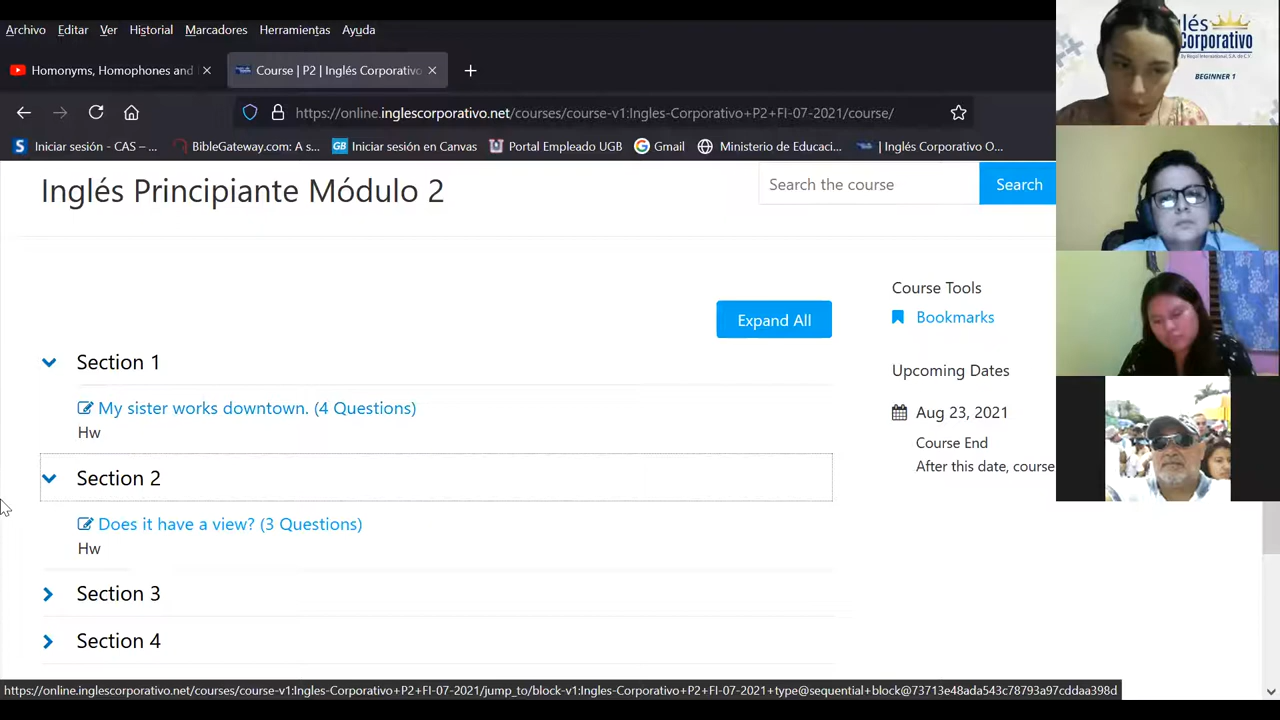 Archivo Editar Ver Historial Marcadores Herramientas Ayuda
Homonyms, Homophones and
Course | P2 | Inglés Corporativo
https://online.inglescorporativo.net/courses/course-v1:Ingles-Corporativo+P2+FI-07-2021/course/
Iniciar sesión - CAS – ... BibleGateway.com: A s... GB Iniciar sesión en Canvas Portal Empleado UGB Gmail Ministerio de Educaci... | Inglés Corporativo O...
Inglés Principiante Módulo 2
Search the course
Search
Expand All
Section 1
My sister works downtown. (4 Questions)
Hw
Section 2
Does it have a view? (3 Questions)
Hw
Section 3
Section 4
Course Tools
Bookmarks
Upcoming Dates
Aug 23, 2021
Course End
After this date, course
https://online.inglescorporativo.net/courses/course-v1:Ingles-Corporativo+P2+FI-07-2021/jump_to/block-v1:Ingles-Corporativo+P2+FI-07-2021+type@sequential+block@73713e48ada543c78793a97cddaa398d
glés
Corporativo
By Regal International, S.A. de C.V.
BEGINNER 1